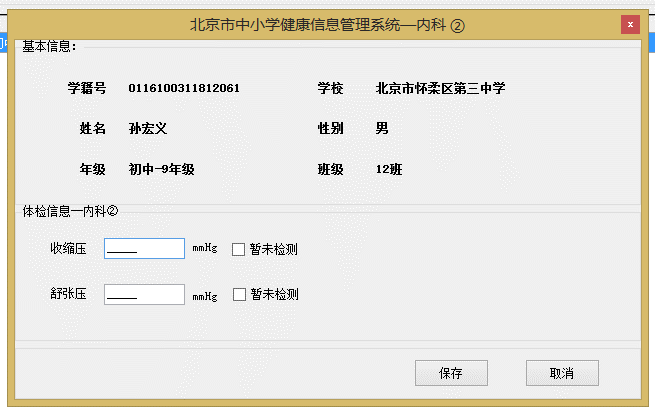 北京市中小学健康信息管理系统—内科 ②
x
基本信息:
学籍号 0116100311812061 学校 北京市怀柔区第三中学
姓名 孙宏义 性别 男
年级 初中-9年级 班级 12班
体检信息—内科②
收缩压 _____ mmHg 暂未检测
舒张压 _____ mmHg 暂未检测
保存 取消